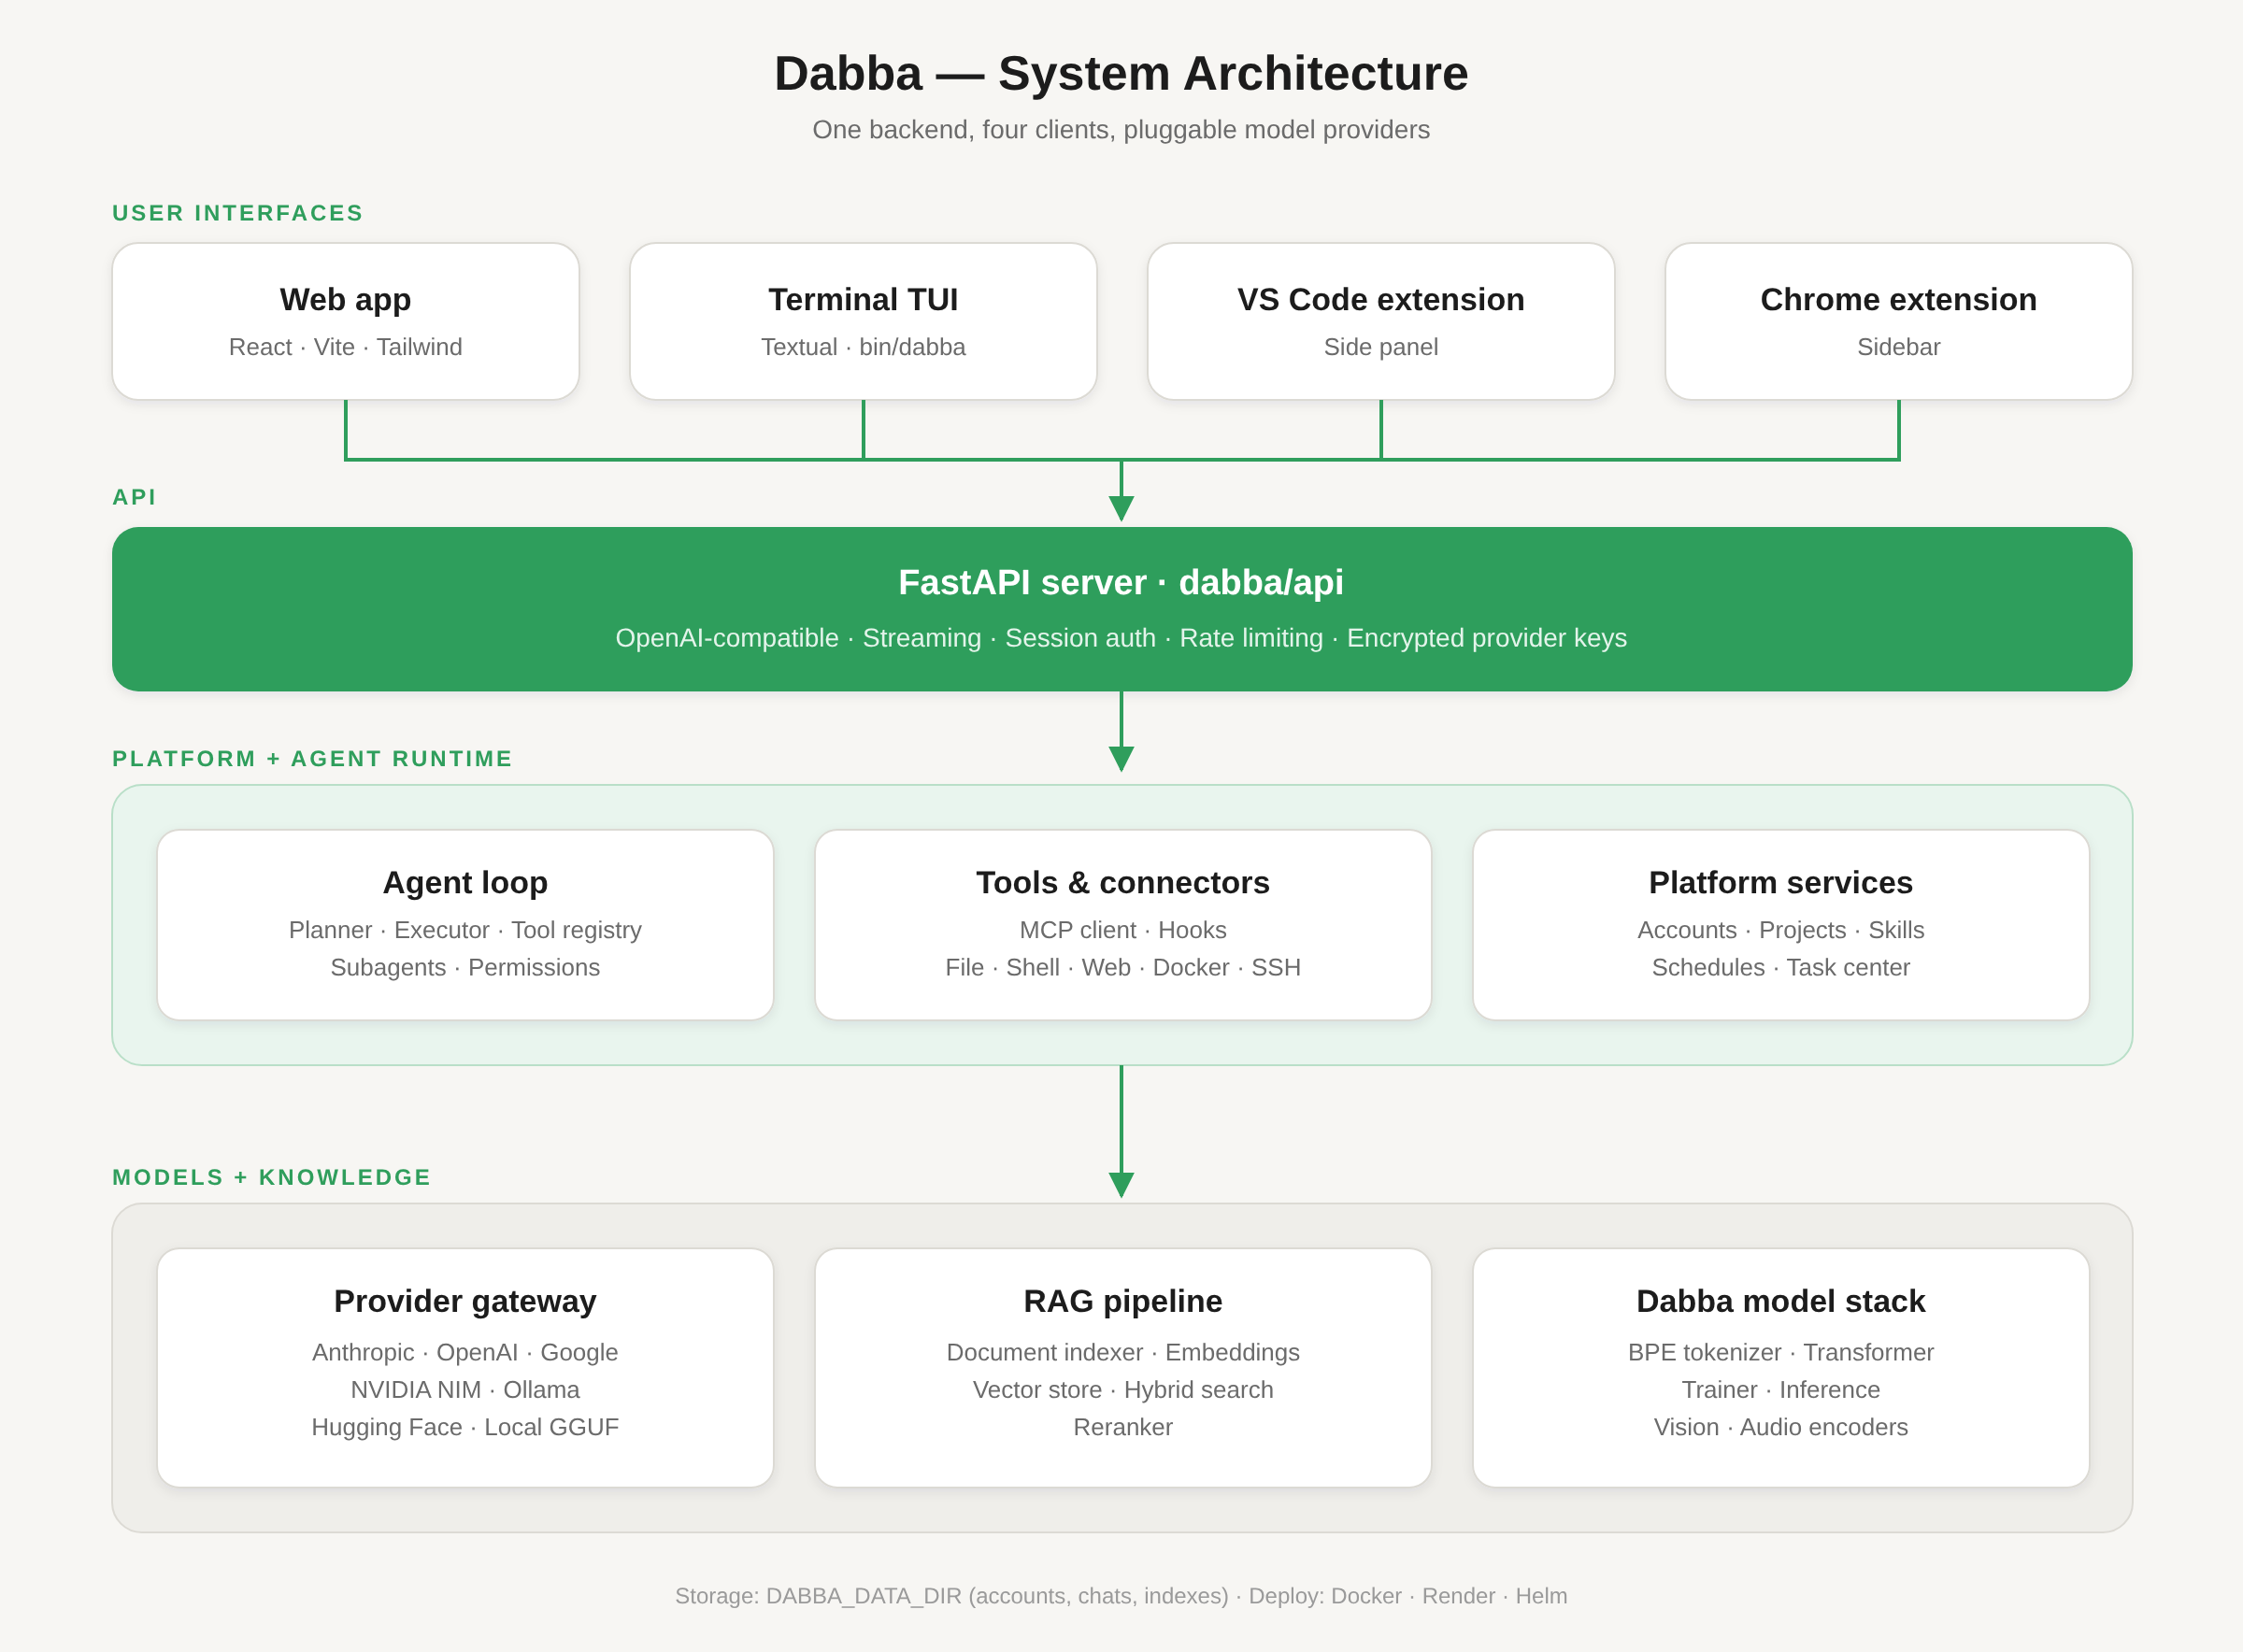 Dabba — System Architecture
One backend, four clients, pluggable model providers
USER INTERFACES
Web app
React · Vite · Tailwind
Terminal TUI
Textual · bin/dabba
VS Code extension
Side panel
Chrome extension
Sidebar
API
FastAPI server · dabba/api
OpenAI-compatible · Streaming · Session auth · Rate limiting · Encrypted provider keys
PLATFORM + AGENT RUNTIME
Agent loop
Planner · Executor · Tool registry
Subagents · Permissions
Tools & connectors
MCP client · Hooks
File · Shell · Web · Docker · SSH
Platform services
Accounts · Projects · Skills
Schedules · Task center
MODELS + KNOWLEDGE
Provider gateway
Anthropic · OpenAI · Google
NVIDIA NIM · Ollama
Hugging Face · Local GGUF
RAG pipeline
Document indexer · Embeddings
Vector store · Hybrid search
Reranker
Dabba model stack
BPE tokenizer · Transformer
Trainer · Inference
Vision · Audio encoders
Storage: DABBA_DATA_DIR (accounts, chats, indexes) · Deploy: Docker · Render · Helm